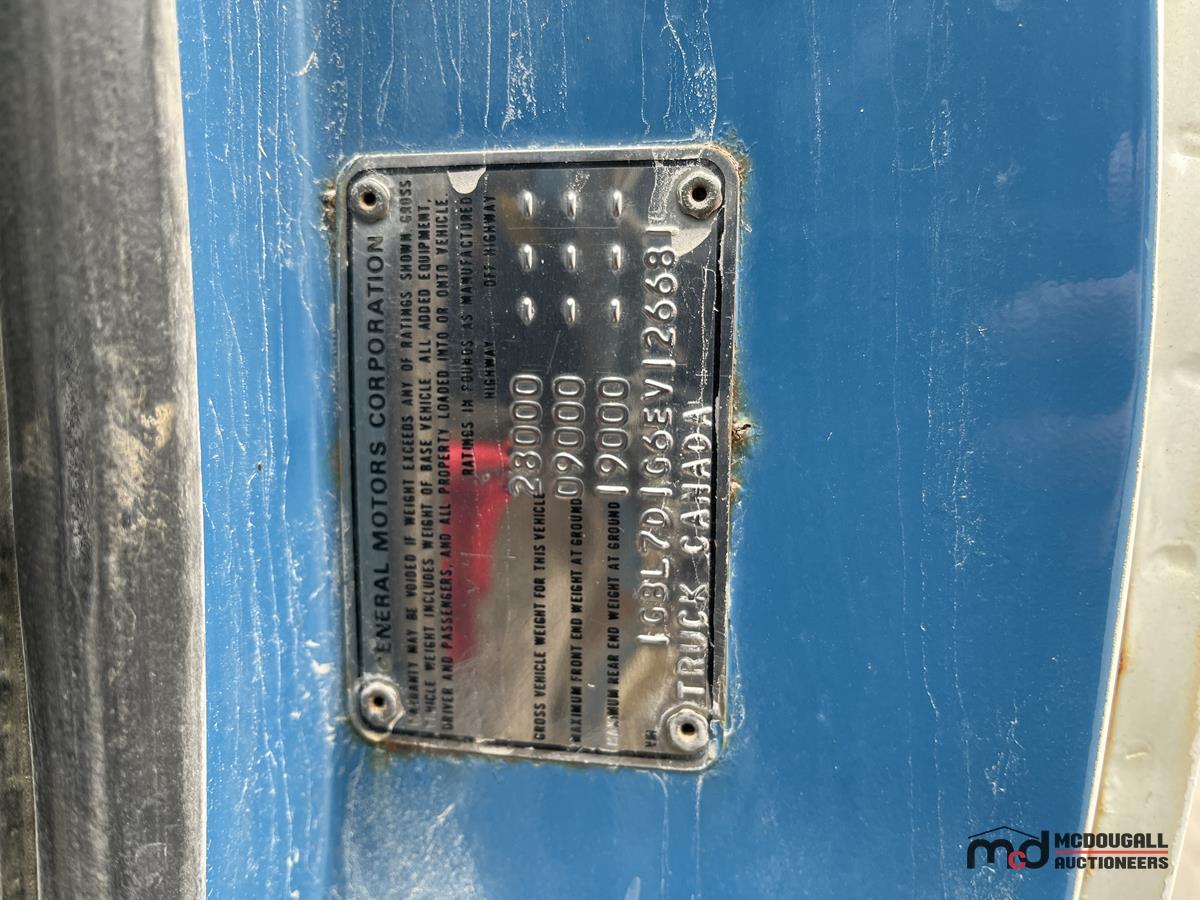 GENERAL MOTORS CORPORATION
WARRANTY MAY BE VOIDED IF WEIGHT EXCEEDS ANY OF RATINGS SHOWN. GROSS
VEHICLE WEIGHT INCLUDES WEIGHT OF BASE VEHICLE, ALL ADDED EQUIPMENT,
DRIVER AND PASSENGERS, AND ALL PROPERTY LOADED INTO OR ONTO VEHICLE.
RATINGS IN POUNDS AS MANUFACTURED
HIGHWAY OFF HIGHWAY
GROSS VEHICLE WEIGHT FOR THIS VEHICLE 28000 - - -
MAXIMUM FRONT END WEIGHT AT GROUND 09000 - - -
MAXIMUM REAR END WEIGHT AT GROUND 19000 - - -
1GBL7D1G6EV126681
TRUCK CANADA
mcd MCDOUGALL
AUCTIONEERS